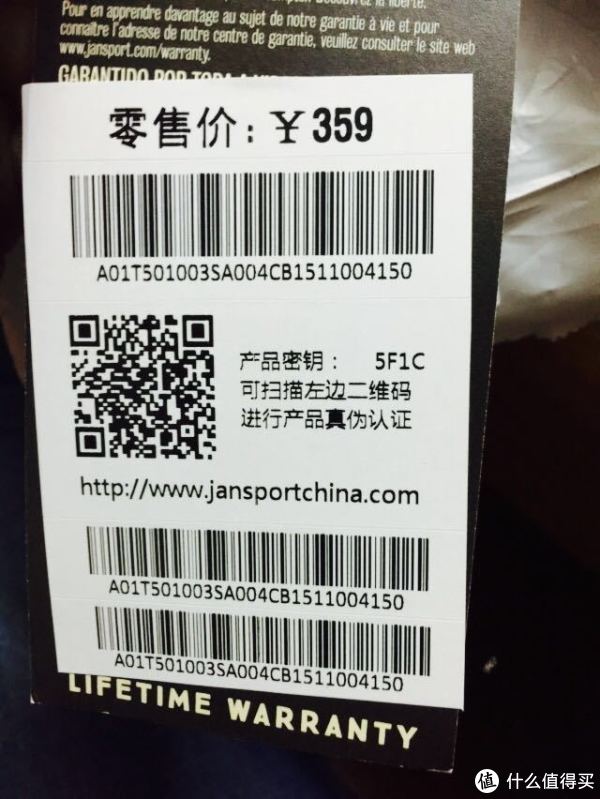 Pour en apprendre davantage au sujet de notre garantie à vie et pour
connaître l'adresse de notre centre de garantie, veuillez consulter le site web
www.jansport.com/warranty.
GARANTIDO POR TODA A
零售价：￥359
A01T501003SA004CB1511004150
产品密钥： 5F1C
可扫描左边二维码
进行产品真伪认证
http://www.jansportchina.com
A01T501003SA004CB1511004150
A01T501003SA004CB1511004150
LIFETIME WARRANTY
值 什么值得买